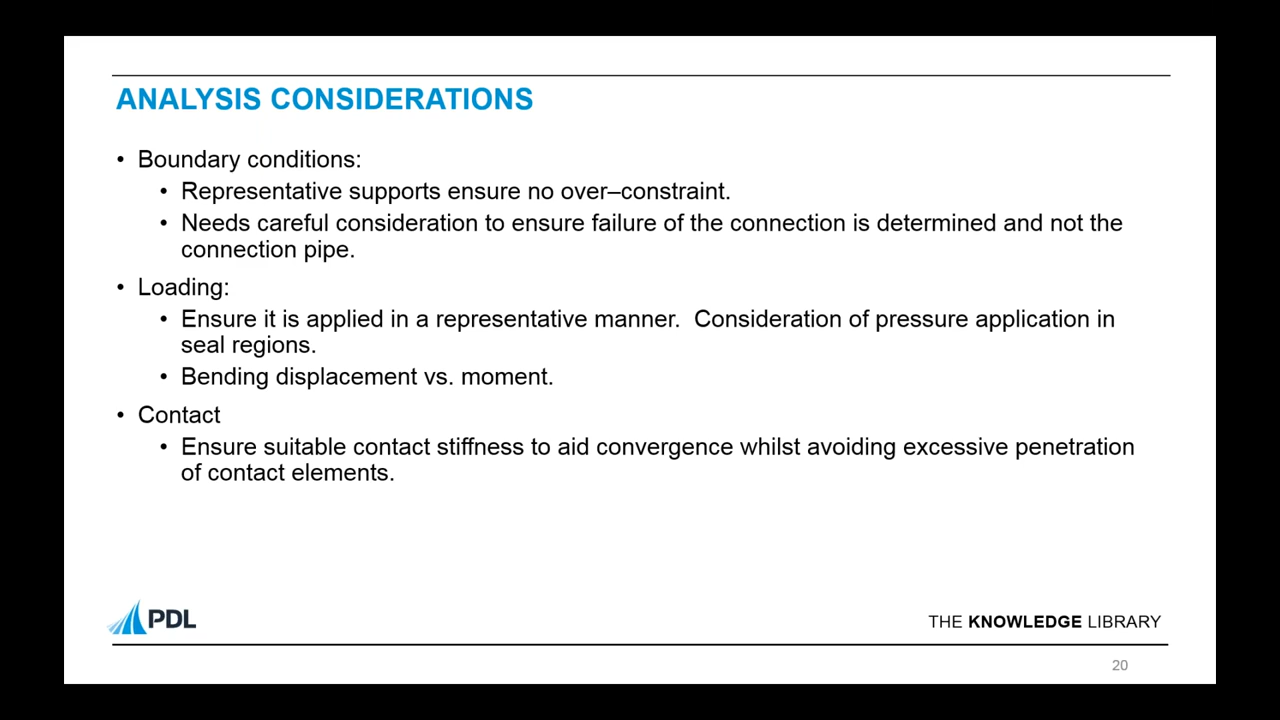 ANALYSIS CONSIDERATIONS
• Boundary conditions:
• Representative supports ensure no over–constraint.
• Needs careful consideration to ensure failure of the connection is determined and not the
connection pipe.
• Loading:
• Ensure it is applied in a representative manner.  Consideration of pressure application in
seal regions.
• Bending displacement vs. moment.
• Contact
• Ensure suitable contact stiffness to aid convergence whilst avoiding excessive penetration
of contact elements.
PDL
THE KNOWLEDGE LIBRARY
20